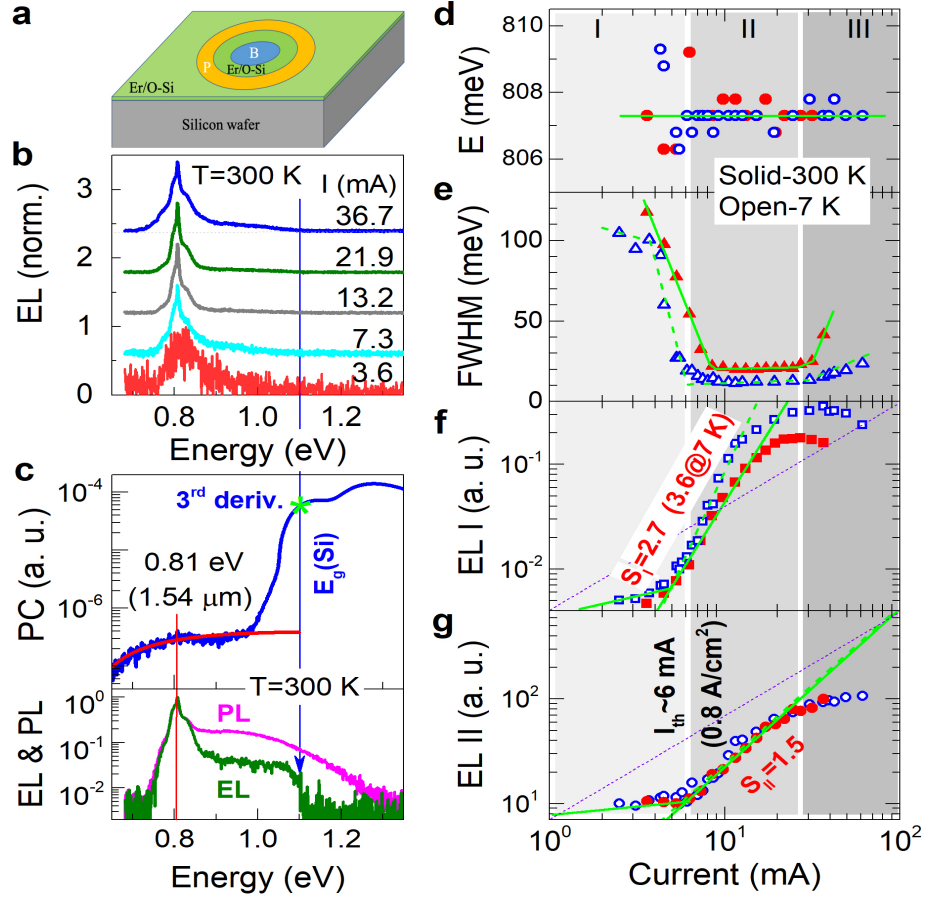 a
B
P
Er/O-Si
Er/O-Si
Silicon wafer
b
T=300 K
I (mA)
36.7
21.9
13.2
7.3
3.6
3
2
1
0
EL (norm.)
0.8
1.0
1.2
Energy (eV)
c
3rd deriv.
0.81 eV
(1.54 μm)
Eg(Si)
10-4
10-6
PC (a. u.)
T=300 K
PL
EL
100
10-1
10-2
EL & PL
0.8
1.0
1.2
Energy (eV)
d
I
II
III
810
808
806
E (meV)
Solid-300 K
Open-7 K
e
100
50
0
FWHM (meV)
f
SI=2.7 (3.6@7 K)
10-1
10-2
EL I (a. u.)
g
Ith~6 mA
(0.8 A/cm2)
SII=1.5
102
101
EL III (a. u.)
100
101
102
Current (mA)